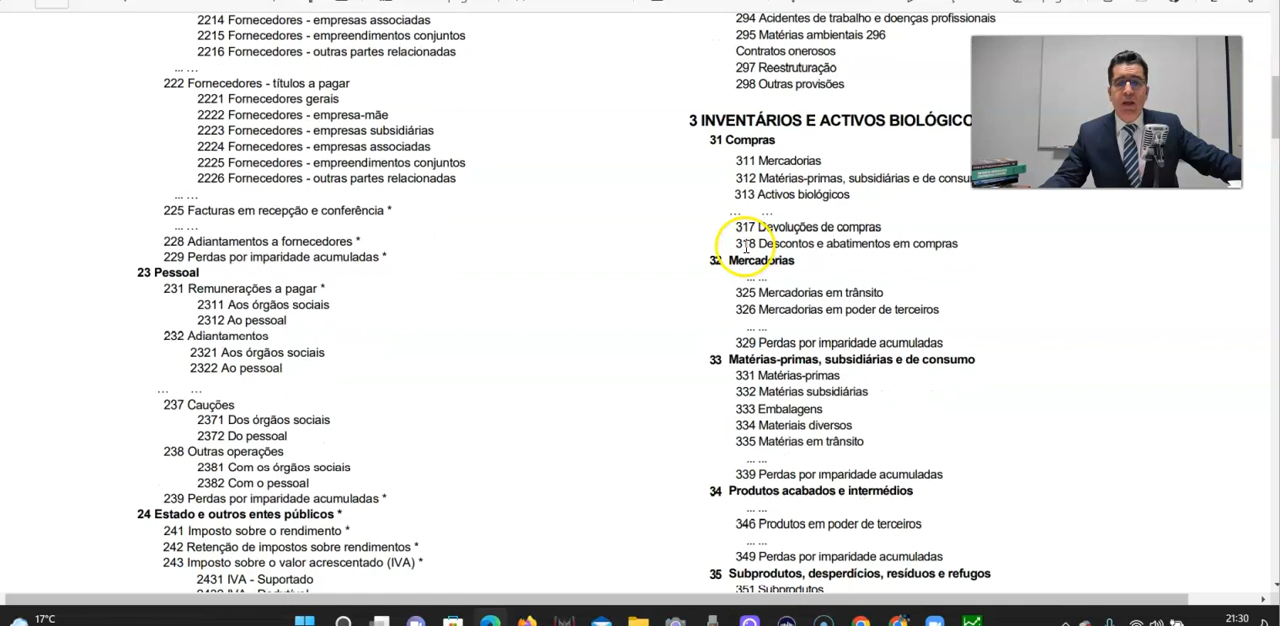 2214 Fornecedores - empresas associadas
2215 Fornecedores - empreendimentos conjuntos
2216 Fornecedores - outras partes relacionadas
... ...
222 Fornecedores - títulos a pagar
2221 Fornecedores gerais
2222 Fornecedores - empresa-mãe
2223 Fornecedores - empresas subsidiárias
2224 Fornecedores - empresas associadas
2225 Fornecedores - empreendimentos conjuntos
2226 Fornecedores - outras partes relacionadas
... ...
225 Facturas em recepção e conferência *
... ...
228 Adiantamentos a fornecedores *
229 Perdas por imparidade acumuladas *
23 Pessoal
231 Remunerações a pagar *
2311 Aos órgãos sociais
2312 Ao pessoal
232 Adiantamentos
2321 Aos órgãos sociais
2322 Ao pessoal
... ...
237 Cauções
2371 Dos órgãos sociais
2372 Do pessoal
238 Outras operações
2381 Com os órgãos sociais
2382 Com o pessoal
239 Perdas por imparidade acumuladas *
24 Estado e outros entes públicos *
241 Imposto sobre o rendimento *
242 Retenção de impostos sobre rendimentos *
243 Imposto sobre o valor acrescentado (IVA) *
2431 IVA - Suportado
2432 IVA - Dedutível
294 Acidentes de trabalho e doenças profissionais
295 Matérias ambientais 296
Contratos onerosos
297 Reestruturação
298 Outras provisões
3 INVENTÁRIOS E ACTIVOS BIOLÓGICO
31 Compras
311 Mercadorias
312 Matérias-primas, subsidiárias e de consu
313 Activos biológicos
... ...
317 Devoluções de compras
318 Descontos e abatimentos em compras
32 Mercadorias
... ...
325 Mercadorias em trânsito
326 Mercadorias em poder de terceiros
... ...
329 Perdas por imparidade acumuladas
33 Matérias-primas, subsidiárias e de consumo
331 Matérias-primas
332 Matérias subsidiárias
333 Embalagens
334 Materiais diversos
335 Matérias em trânsito
... ...
339 Perdas por imparidade acumuladas
34 Produtos acabados e intermédios
... ...
346 Produtos em poder de terceiros
... ...
349 Perdas por imparidade acumuladas
35 Subprodutos, desperdícios, resíduos e refugos
351 Subprodutos
17°C
21:30